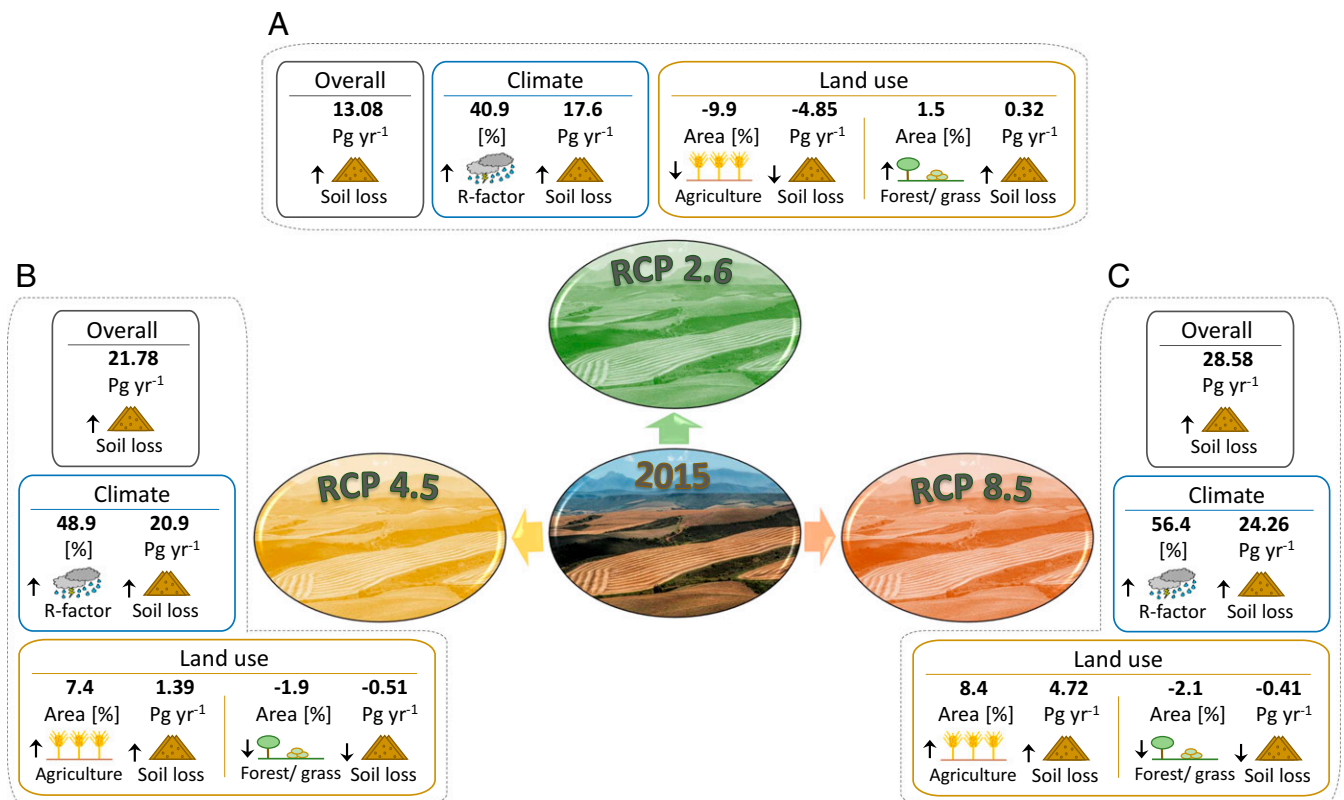 A
Overall
13.08
Pg yr-1
Soil loss
Climate
40.9 17.6
[%] Pg yr-1
R-factor Soil loss
Land use
-9.9 -4.85 1.5 0.32
Area [%] Pg yr-1 Area [%] Pg yr-1
Agriculture Soil loss Forest/ grass Soil loss
RCP 2.6
B
Overall
21.78
Pg yr-1
Soil loss
Climate
48.9 20.9
[%] Pg yr-1
R-factor Soil loss
Land use
7.4 1.39 -1.9 -0.51
Area [%] Pg yr-1 Area [%] Pg yr-1
Agriculture Soil loss Forest/ grass Soil loss
RCP 4.5
2015
RCP 8.5
C
Overall
28.58
Pg yr-1
Soil loss
Climate
56.4 24.26
[%] Pg yr-1
R-factor Soil loss
Land use
8.4 4.72 -2.1 -0.41
Area [%] Pg yr-1 Area [%] Pg yr-1
Agriculture Soil loss Forest/ grass Soil loss